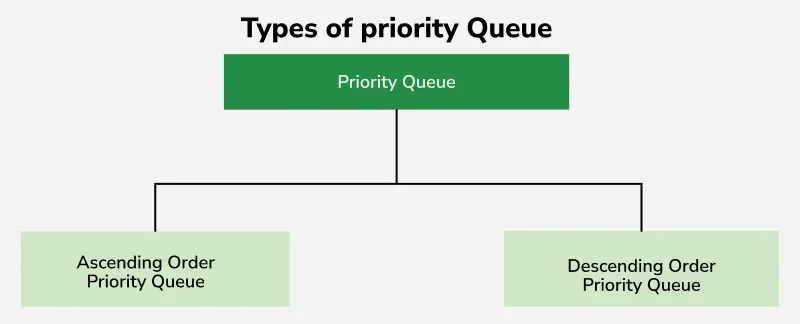 Types of priority Queue
Priority Queue
Ascending Order
Priority Queue
Descending Order
Priority Queue